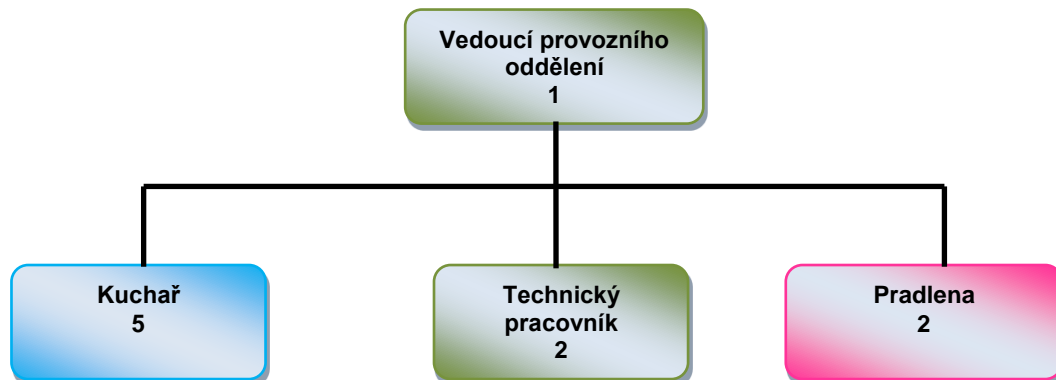 Vedoucí provozního
oddělení
1
Kuchař
5
Technický
pracovník
2
Pradlena
2